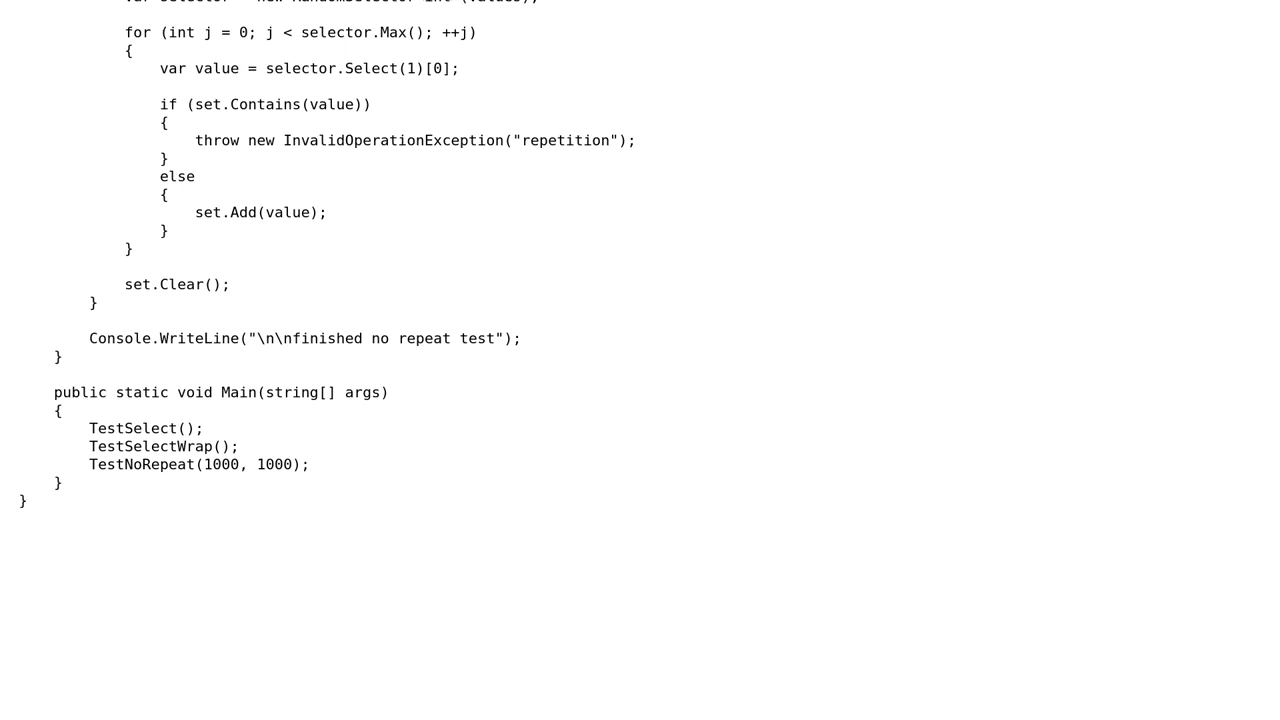 for (int j = 0; j < selector.Max(); ++j)
{
var value = selector.Select(1)[0];
if (set.Contains(value))
{
throw new InvalidOperationException("repetition");
}
else
{
set.Add(value);
}
}
set.Clear();
}
Console.WriteLine("\n\nfinished no repeat test");
}
public static void Main(string[] args)
{
TestSelect();
TestSelectWrap();
TestNoRepeat(1000, 1000);
}
}